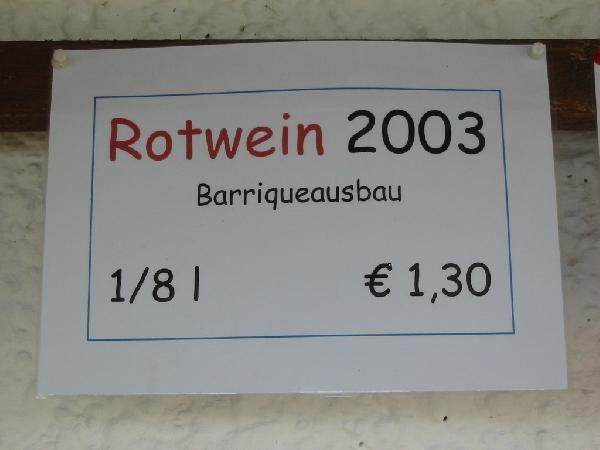 Rotwein 2003
Barriqueausbau
1/8 l € 1,30